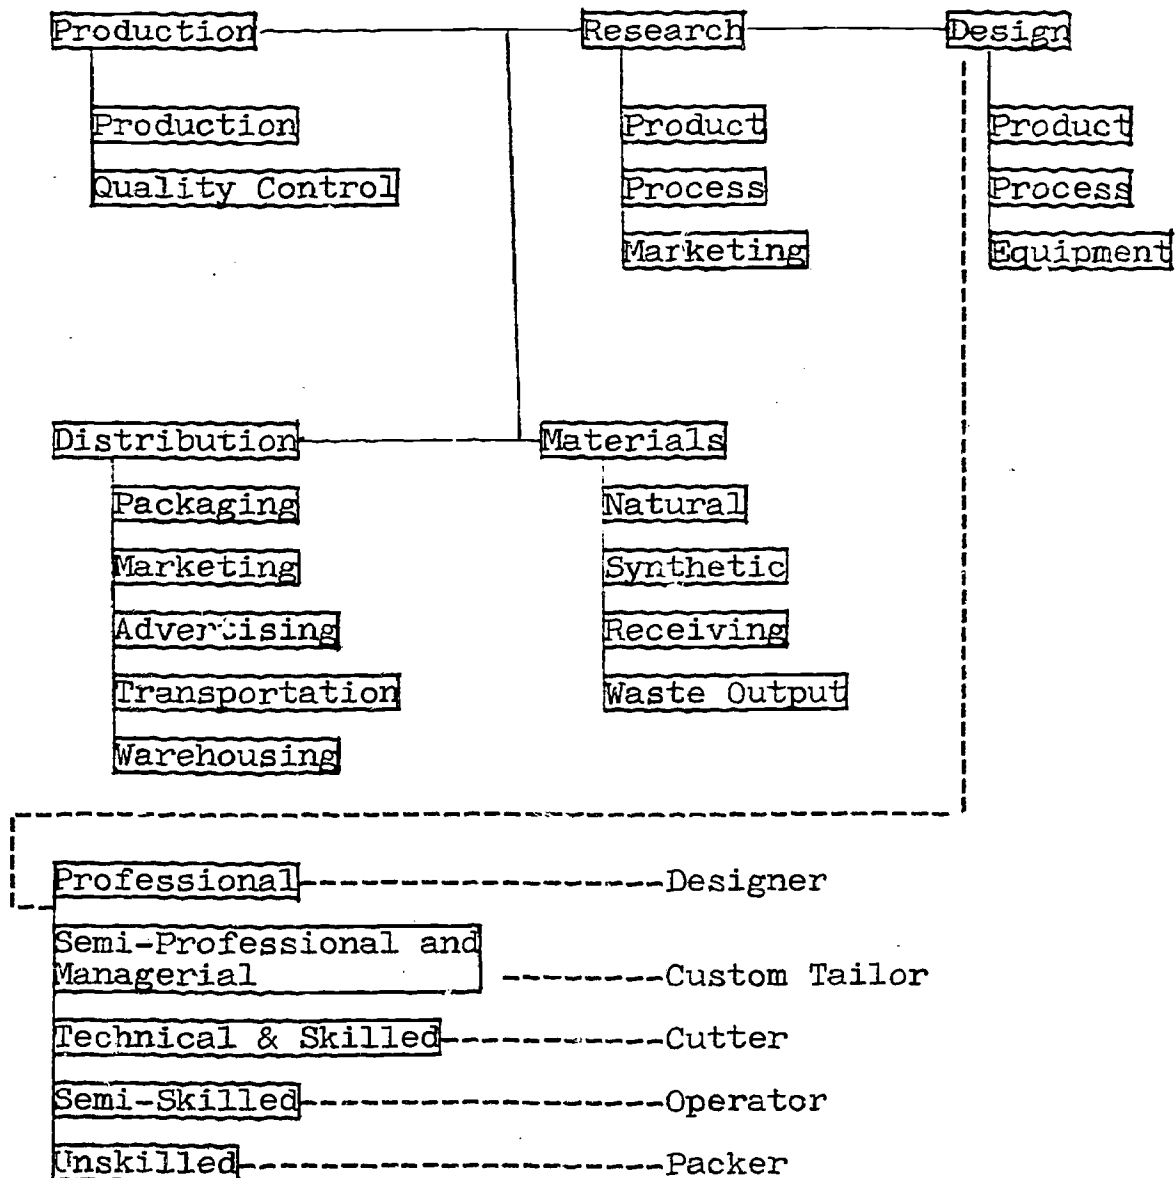 Production Research Design
Production Product Product
Quality Control Process Process
Marketing Equipment
Distribution Materials
Packaging Natural
Marketing Synthetic
Advertising Receiving
Transportation Waste Output
Warehousing
Professional Designer
Semi-Professional and
Managerial Custom Tailor
Technical & Skilled Cutter
Semi-Skilled Operator
Unskilled Packer